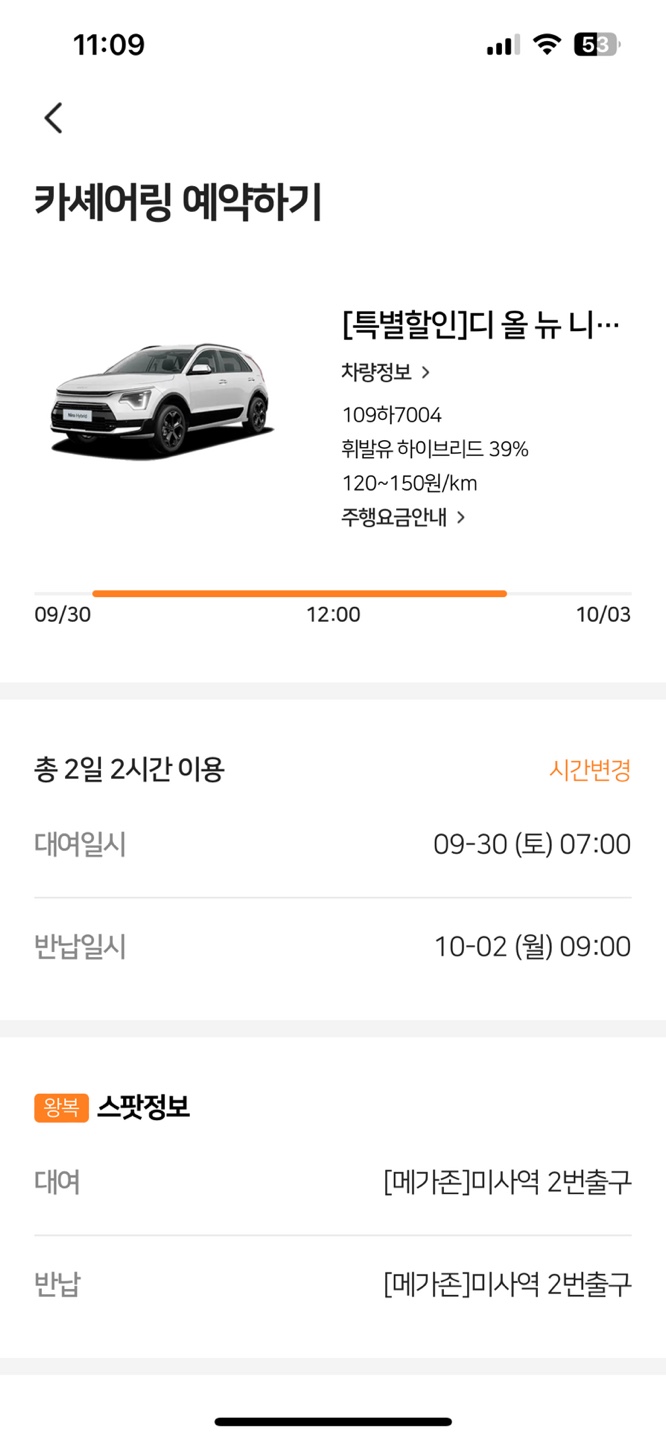 11:09
53
카셰어링 예약하기
[특별할인]디 올 뉴 니…
차량정보 >
109하7004
휘발유 하이브리드 39%
120~150원/km
주행요금안내 >
09/30 12:00 10/03
총 2일 2시간 이용 시간변경
대여일시 09-30 (토) 07:00
반납일시 10-02 (월) 09:00
왕복 스팟정보
대여 [메가존]미사역 2번출구
반납 [메가존]미사역 2번출구